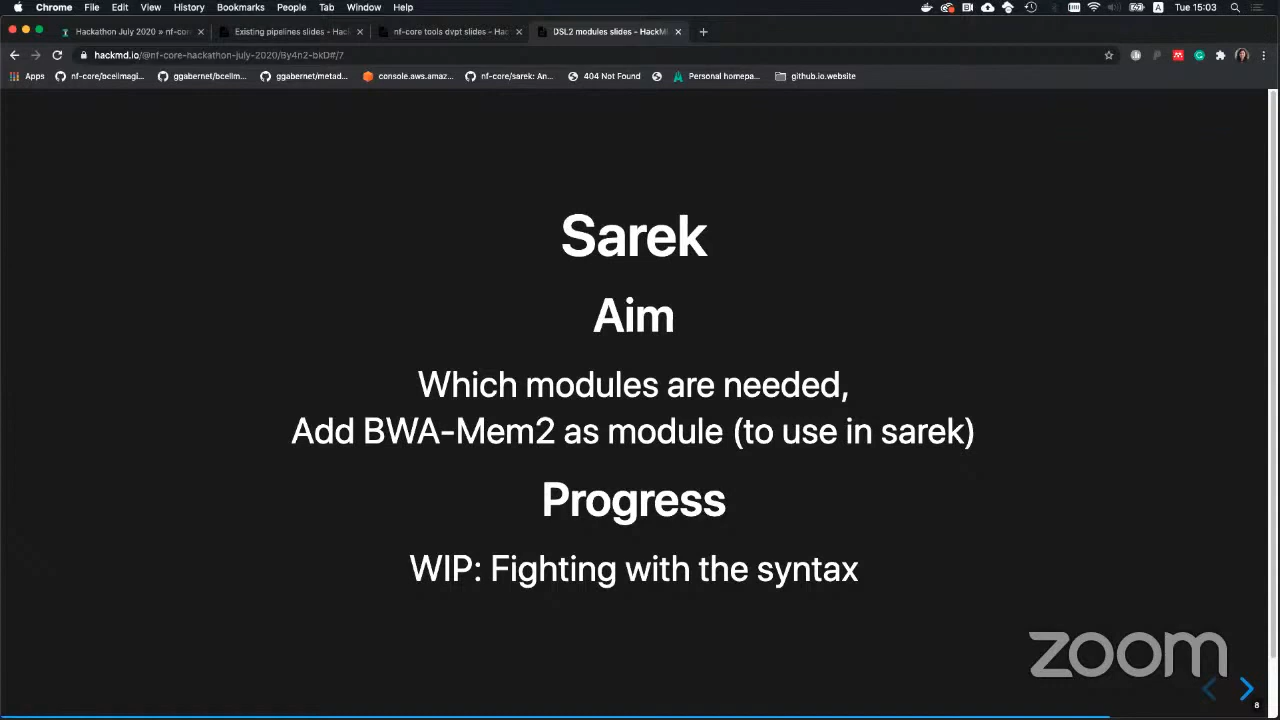 Chrome File Edit View History Bookmarks People Tab Window Help
Tue 15:03
Hackathon July 2020 » nf-cor
Existing pipelines slides - HackM
nf-core tools dvpt slides - HackM
DSL2 modules slides - HackM
hackmd.io/@nf-core-hackathon-july-2020/By4n2-bkD#/7
Apps nf-core/bcellmagi... ggabernet/bcellm... ggabernet/metad... console.aws.amaz... nf-core/sarek: An... 404 Not Found Personal homepa... github.io.website
Sarek
Aim
Which modules are needed,
Add BWA-Mem2 as module (to use in sarek)
Progress
WIP: Fighting with the syntax
zoom
8